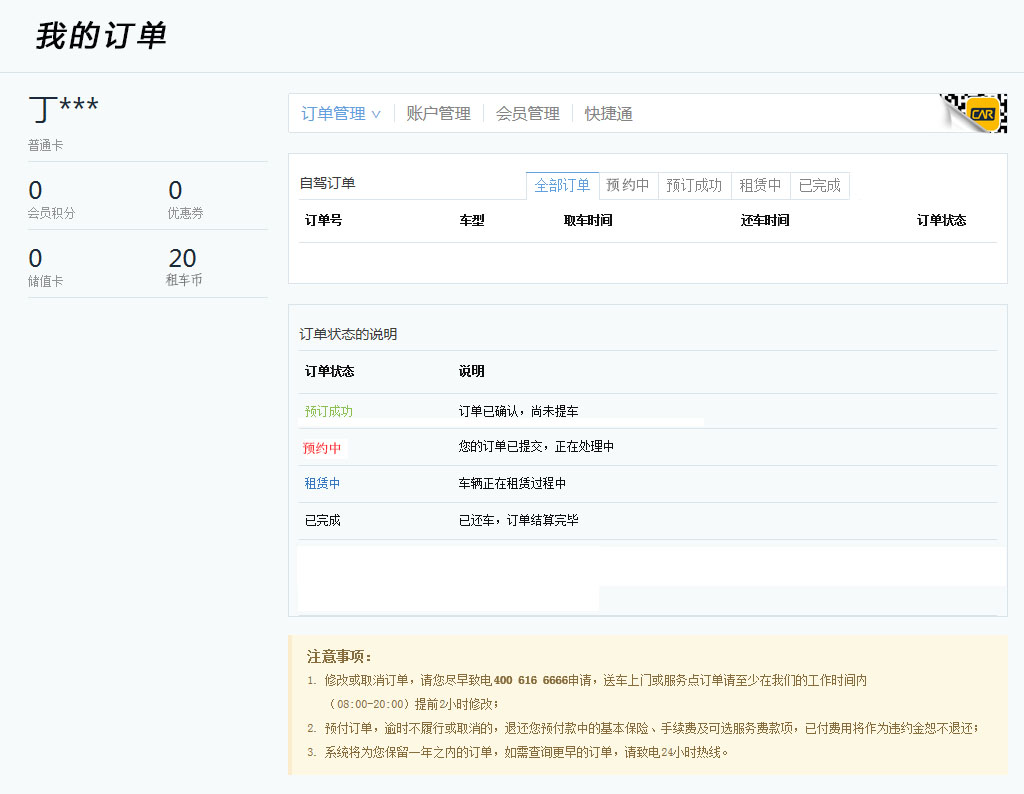 我的订单
丁***
普通卡
0 0
会员积分 优惠券
0 20
储值卡 租车币
订单管理 账户管理 会员管理 快捷通
CAR
自驾订单 全部订单 预约中 预订成功 租赁中 已完成
订单号 车型 取车时间 还车时间 订单状态
订单状态的说明
订单状态 说明
预订成功 订单已确认，尚未提车
预约中 您的订单已提交，正在处理中
租赁中 车辆正在租赁过程中
已完成 已还车，订单结算完毕
注意事项：
1. 修改或取消订单，请您尽早致电400 616 6666申请，送车上门或服务点订单请至少在我们的工作时间内
（08:00-20:00）提前2小时修改；
2. 预付订单，逾时不履行或取消的，退还您预付款中的基本保险、手续费及可选服务费款项，已付费用将作为违约金恕不退还；
3. 系统将为您保留一年之内的订单，如需查询更早的订单，请致电24小时热线。